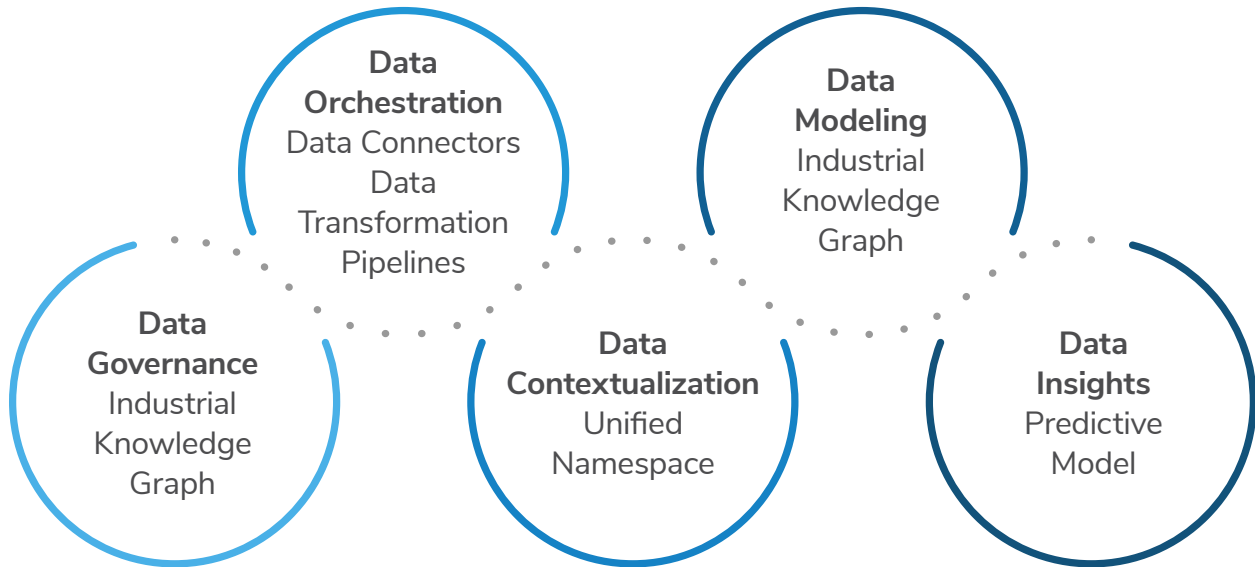 Data
Governance
Industrial
Knowledge
Graph
Data
Orchestration
Data Connectors
Data
Transformation
Pipelines
Data
Contextualization
Unified
Namespace
Data
Modeling
Industrial
Knowledge
Graph
Data
Insights
Predictive
Model